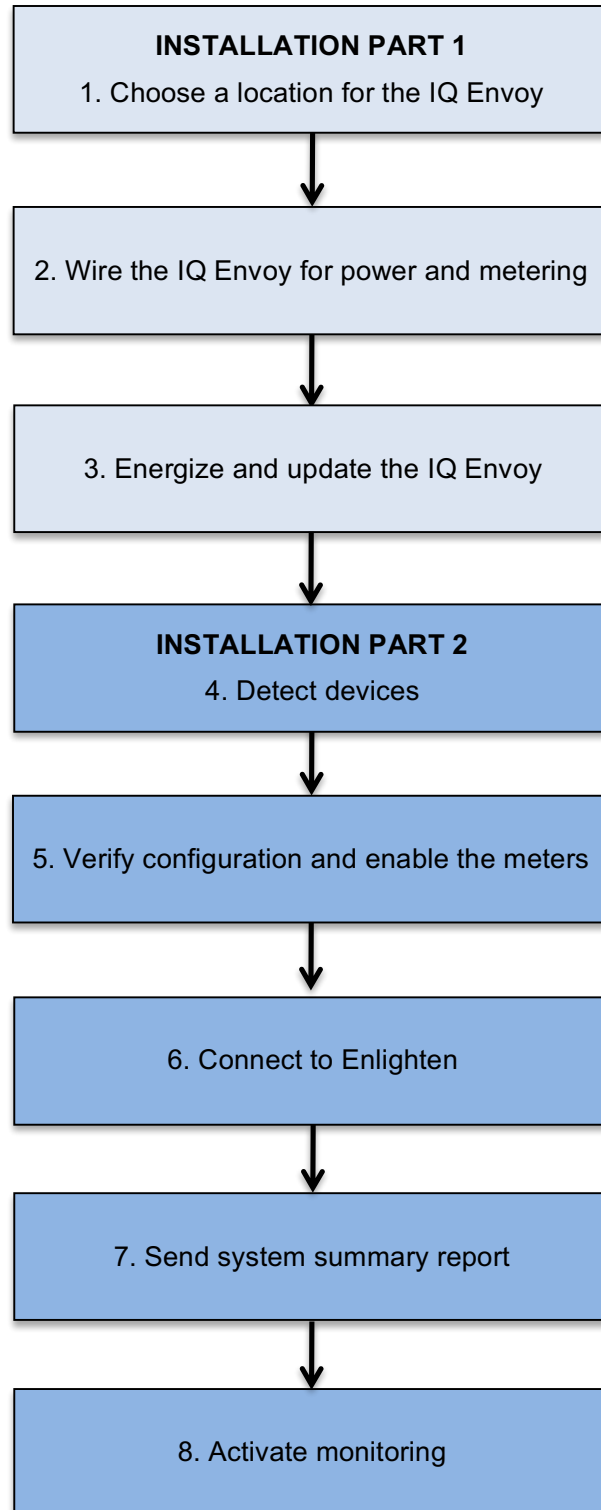 INSTALLATION PART 1
1. Choose a location for the IQ Envoy
2. Wire the IQ Envoy for power and metering
3. Energize and update the IQ Envoy
INSTALLATION PART 2
4. Detect devices
5. Verify configuration and enable the meters
6. Connect to Enlighten
7. Send system summary report
8. Activate monitoring